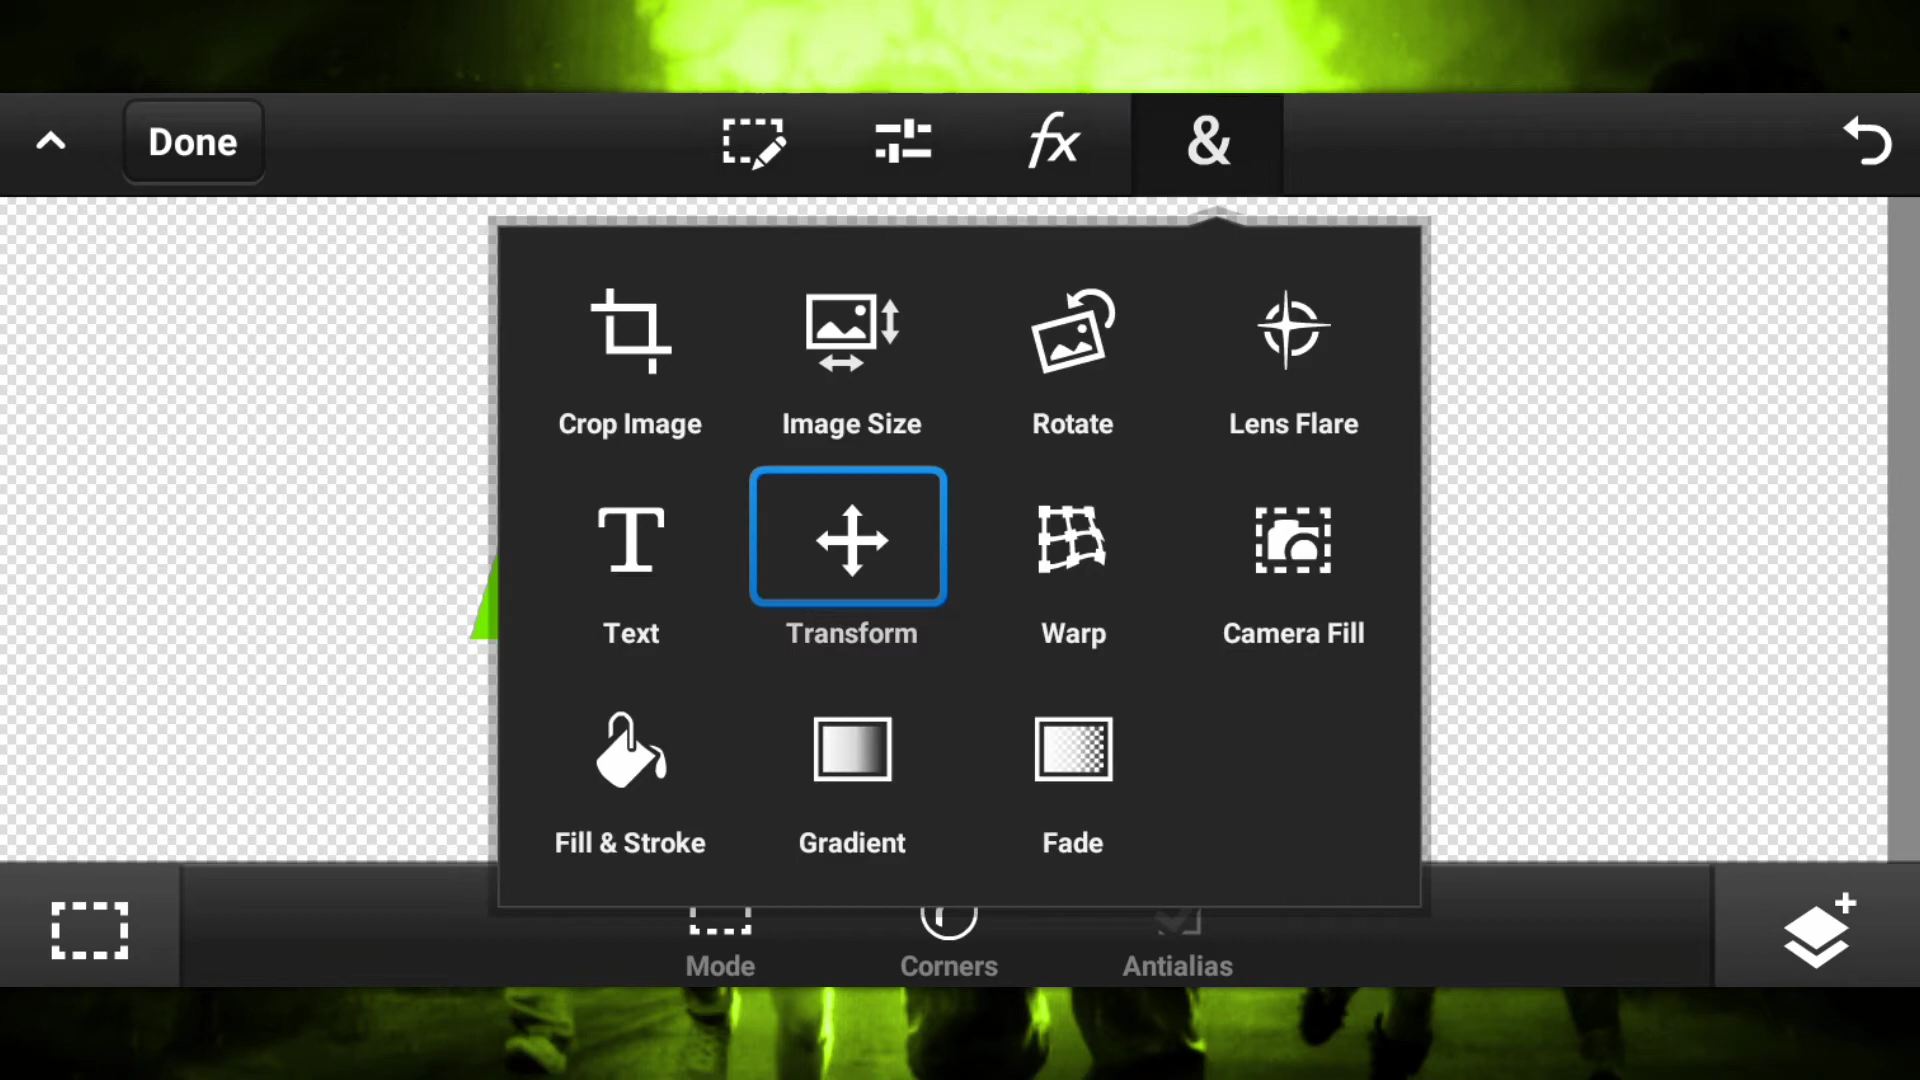 Done
fx
&
Crop Image
Image Size
Rotate
Lens Flare
Text
Transform
Warp
Camera Fill
Fill & Stroke
Gradient
Fade
Mode
Corners
Antialias